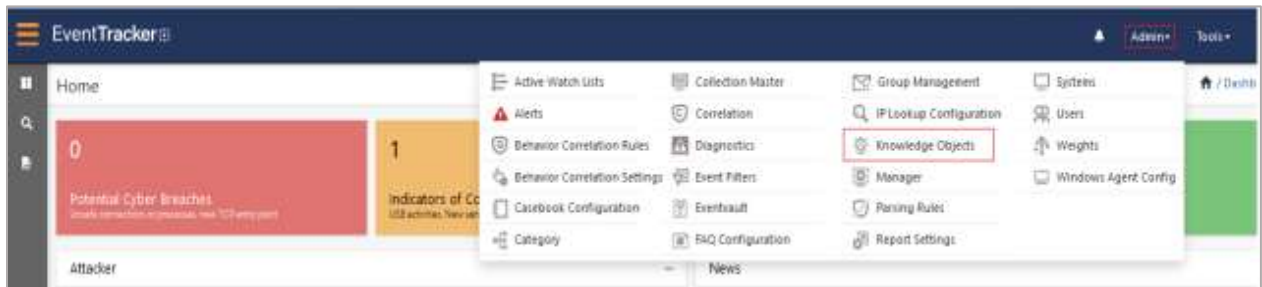 EventTracker
Admin
Tools
Home
/ Dashb
Active Watch Lists
Collection Master
Group Management
Systems
Alerts
Correlation
IP Lookup Configuration
Users
Behavior Correlation Rules
Diagnostics
Knowledge Objects
Weights
Behavior Correlation Settings
Event Filters
Manager
Windows Agent Config
Casebook Configuration
Eventvault
Parsing Rules
Category
FAQ Configuration
Report Settings
0
Potential Cyber Breaches
1
Indicators of Co
Attacker
News